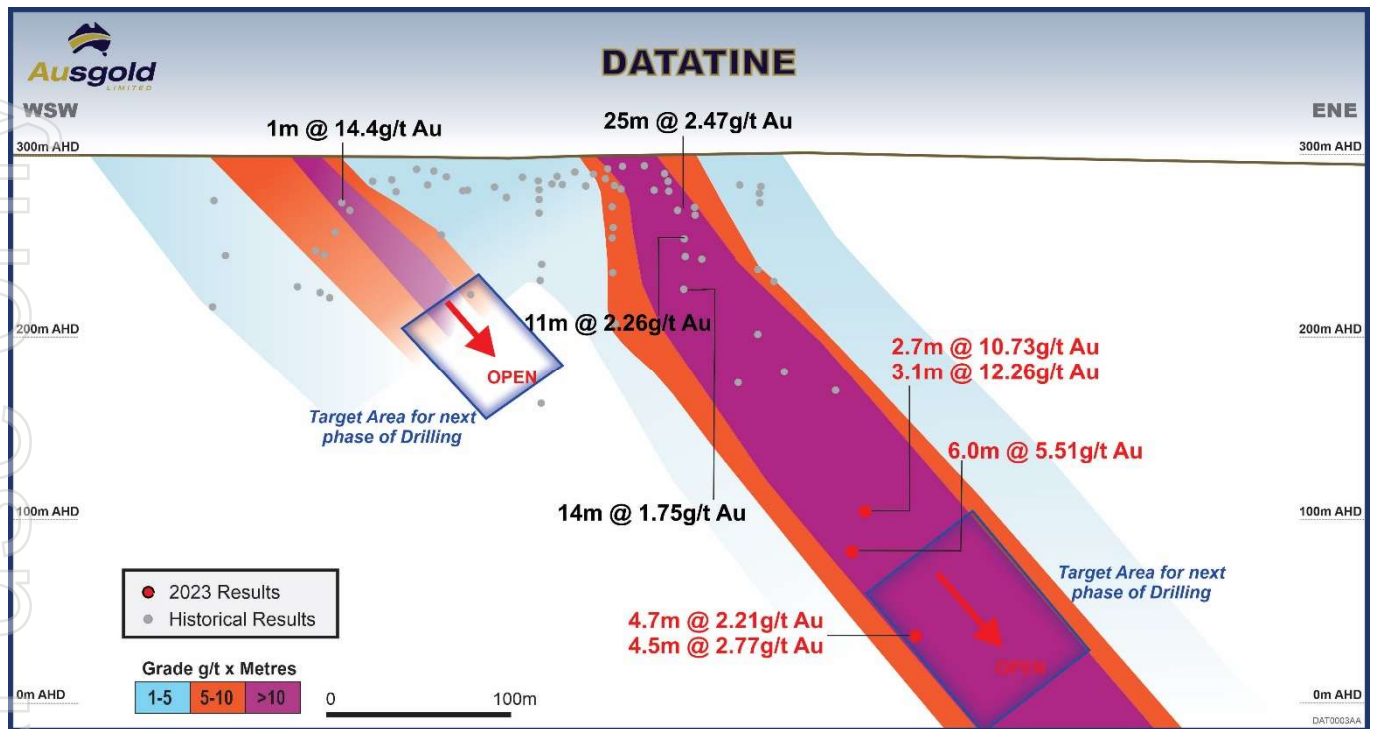 Ausgold
LIMITED
DATATINE
WSW
ENE
1m @ 14.4g/t Au
25m @ 2.47g/t Au
300m AHD
300m AHD
200m AHD
11m @ 2.26g/t Au
200m AHD
2.7m @ 10.73g/t Au
3.1m @ 12.26g/t Au
OPEN
Target Area for next
phase of Drilling
6.0m @ 5.51g/t Au
100m AHD
14m @ 1.75g/t Au
100m AHD
Target Area for next
phase of Drilling
2023 Results
Historical Results
4.7m @ 2.21g/t Au
4.5m @ 2.77g/t Au
OPEN
Grade g/t x Metres
1-5 5-10 >10
0 100m
0m AHD
0m AHD
DAT0003AA